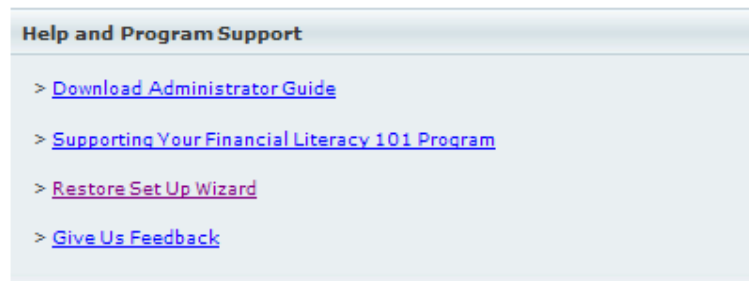 Help and Program Support
> Download Administrator Guide
> Supporting Your Financial Literacy 101 Program
> Restore Set Up Wizard
> Give Us Feedback